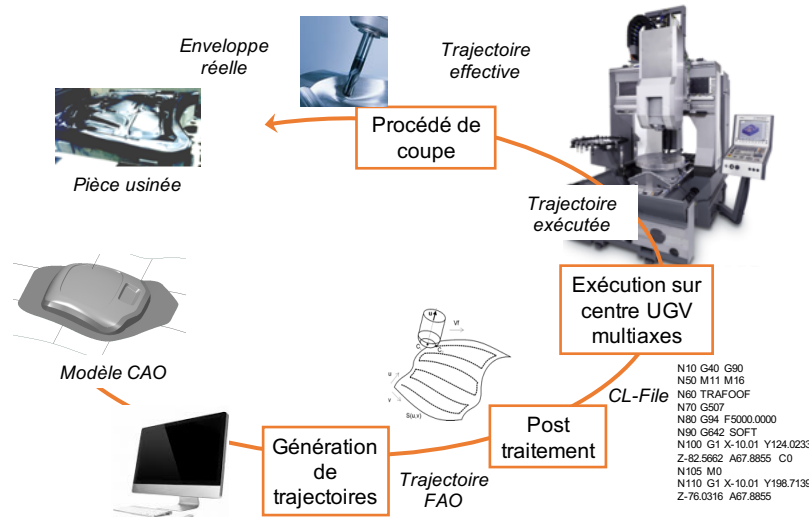 Enveloppe
réelle
Trajectoire
effective
Procédé de
coupe
Pièce usinée
Trajectoire
exécutée
Exécution sur
centre UGV
multiaxes
Modèle CAO
u
Vf
C
C
u
v
S(u,v)
CL-File
N10 G40 G90
N50 M11 M16
N60 TRAFOOF
N70 G507
N80 G94 F5000.0000
N90 G642 SOFT
N100 G1 X-10.01 Y124.0233
Z-82.5662 A67.8855 C0
N105 M0
N110 G1 X-10.01 Y198.7139
Z-76.0316 A67.8855
Post
traitement
Génération
de
trajectoires
Trajectoire
FAO